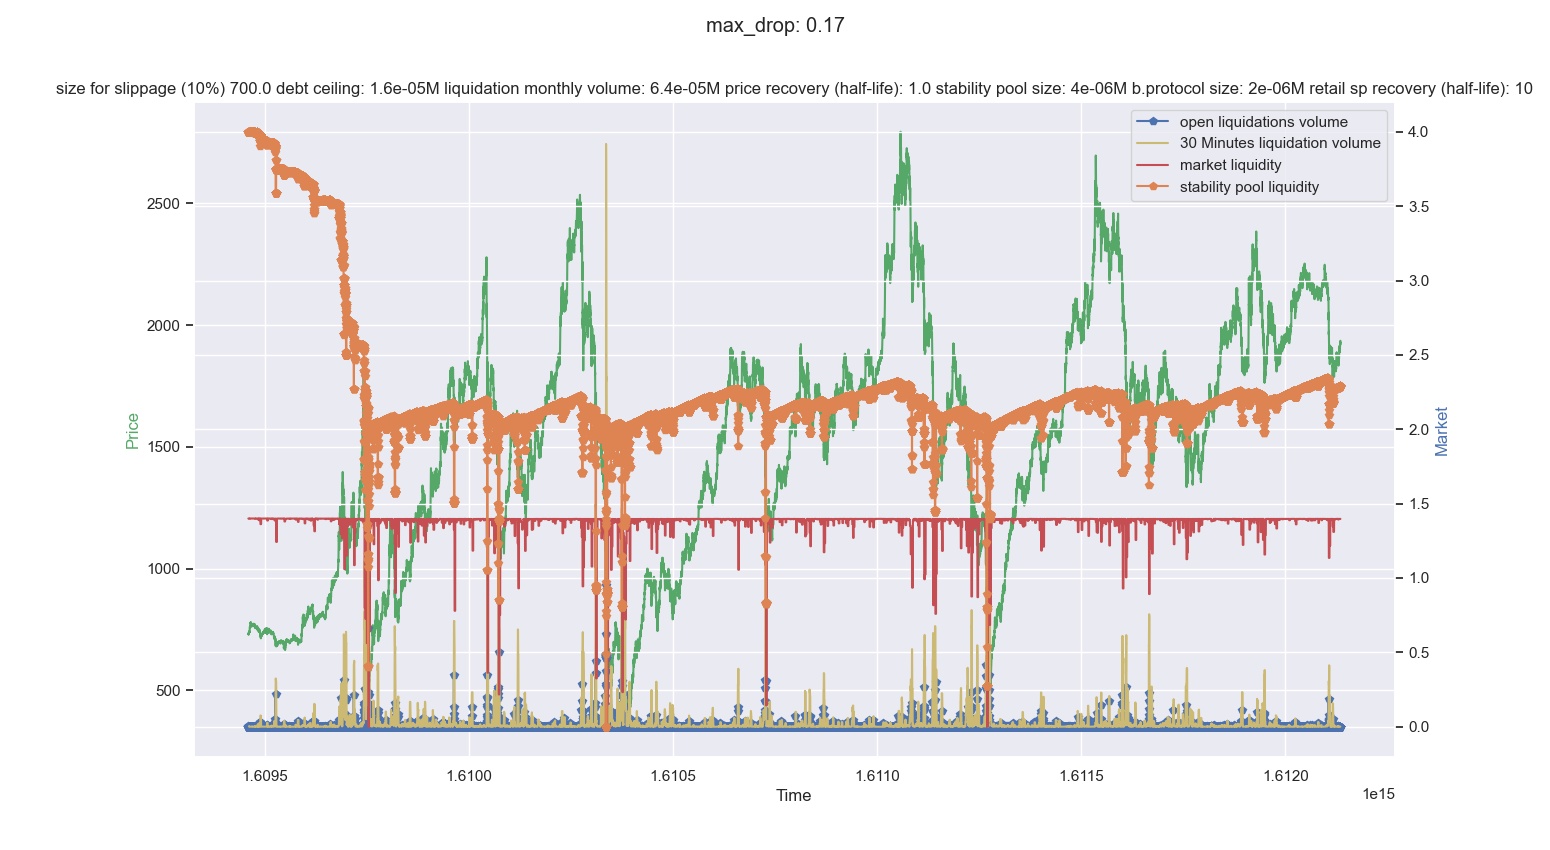 max_drop: 0.17
size for slippage (10%) 700.0 debt ceiling: 1.6e-05M liquidation monthly volume: 6.4e-05M price recovery (half-life): 1.0 stability pool size: 4e-06M b.protocol size: 2e-06M retail sp recovery (half-life): 10
open liquidations volume
30 Minutes liquidation volume
market liquidity
stability pool liquidity
2500
2000
1500
1000
500
Price
4.0
3.5
3.0
2.5
2.0
1.5
1.0
0.5
0.0
Market
1.6095 1.6100 1.6105 1.6110 1.6115 1.6120
Time
1e15